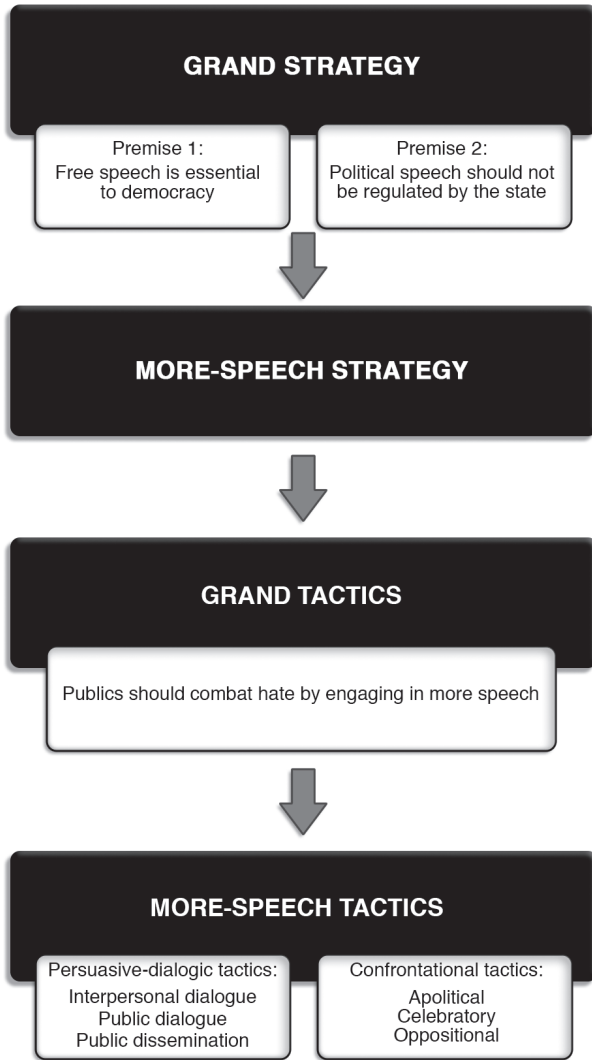 GRAND STRATEGY
Premise 1:
Free speech is essential
to democracy
Premise 2:
Political speech should not
be regulated by the state
MORE-SPEECH STRATEGY
GRAND TACTICS
Publics should combat hate by engaging in more speech
MORE-SPEECH TACTICS
Persuasive-dialogic tactics:
Interpersonal dialogue
Public dialogue
Public dissemination
Confrontational tactics:
Apolitical
Celebratory
Oppositional